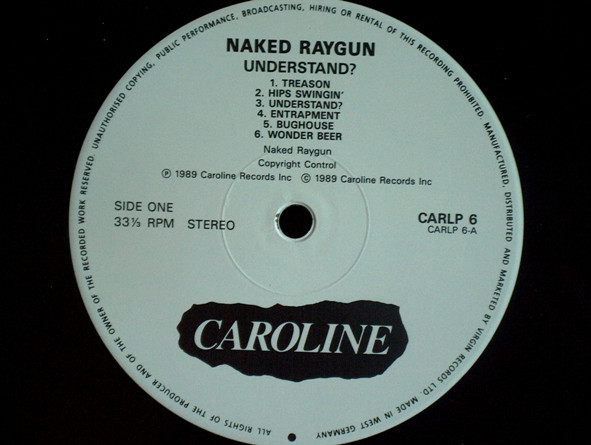 NAKED RAYGUN
UNDERSTAND?
1. TREASON
2. HIPS SWINGIN'
3. UNDERSTAND?
4. ENTRAPMENT
5. BUGHOUSE
6. WONDER BEER
Naked Raygun
Copyright Control
Ⓟ 1989 Caroline Records Inc © 1989 Caroline Records Inc
SIDE ONE
33⅓ RPM STEREO
CARLP 6
CARLP 6-A
CAROLINE
ALL RIGHTS OF THE PRODUCER AND OF THE OWNER OF THE RECORDED WORK RESERVED. UNAUTHORISED COPYING, PUBLIC PERFORMANCE, BROADCASTING, HIRING OR RENTAL OF THIS RECORDING PROHIBITED. MANUFACTURED, DISTRIBUTED AND MARKETED BY VIRGIN RECORDS LTD. MADE IN WEST GERMANY